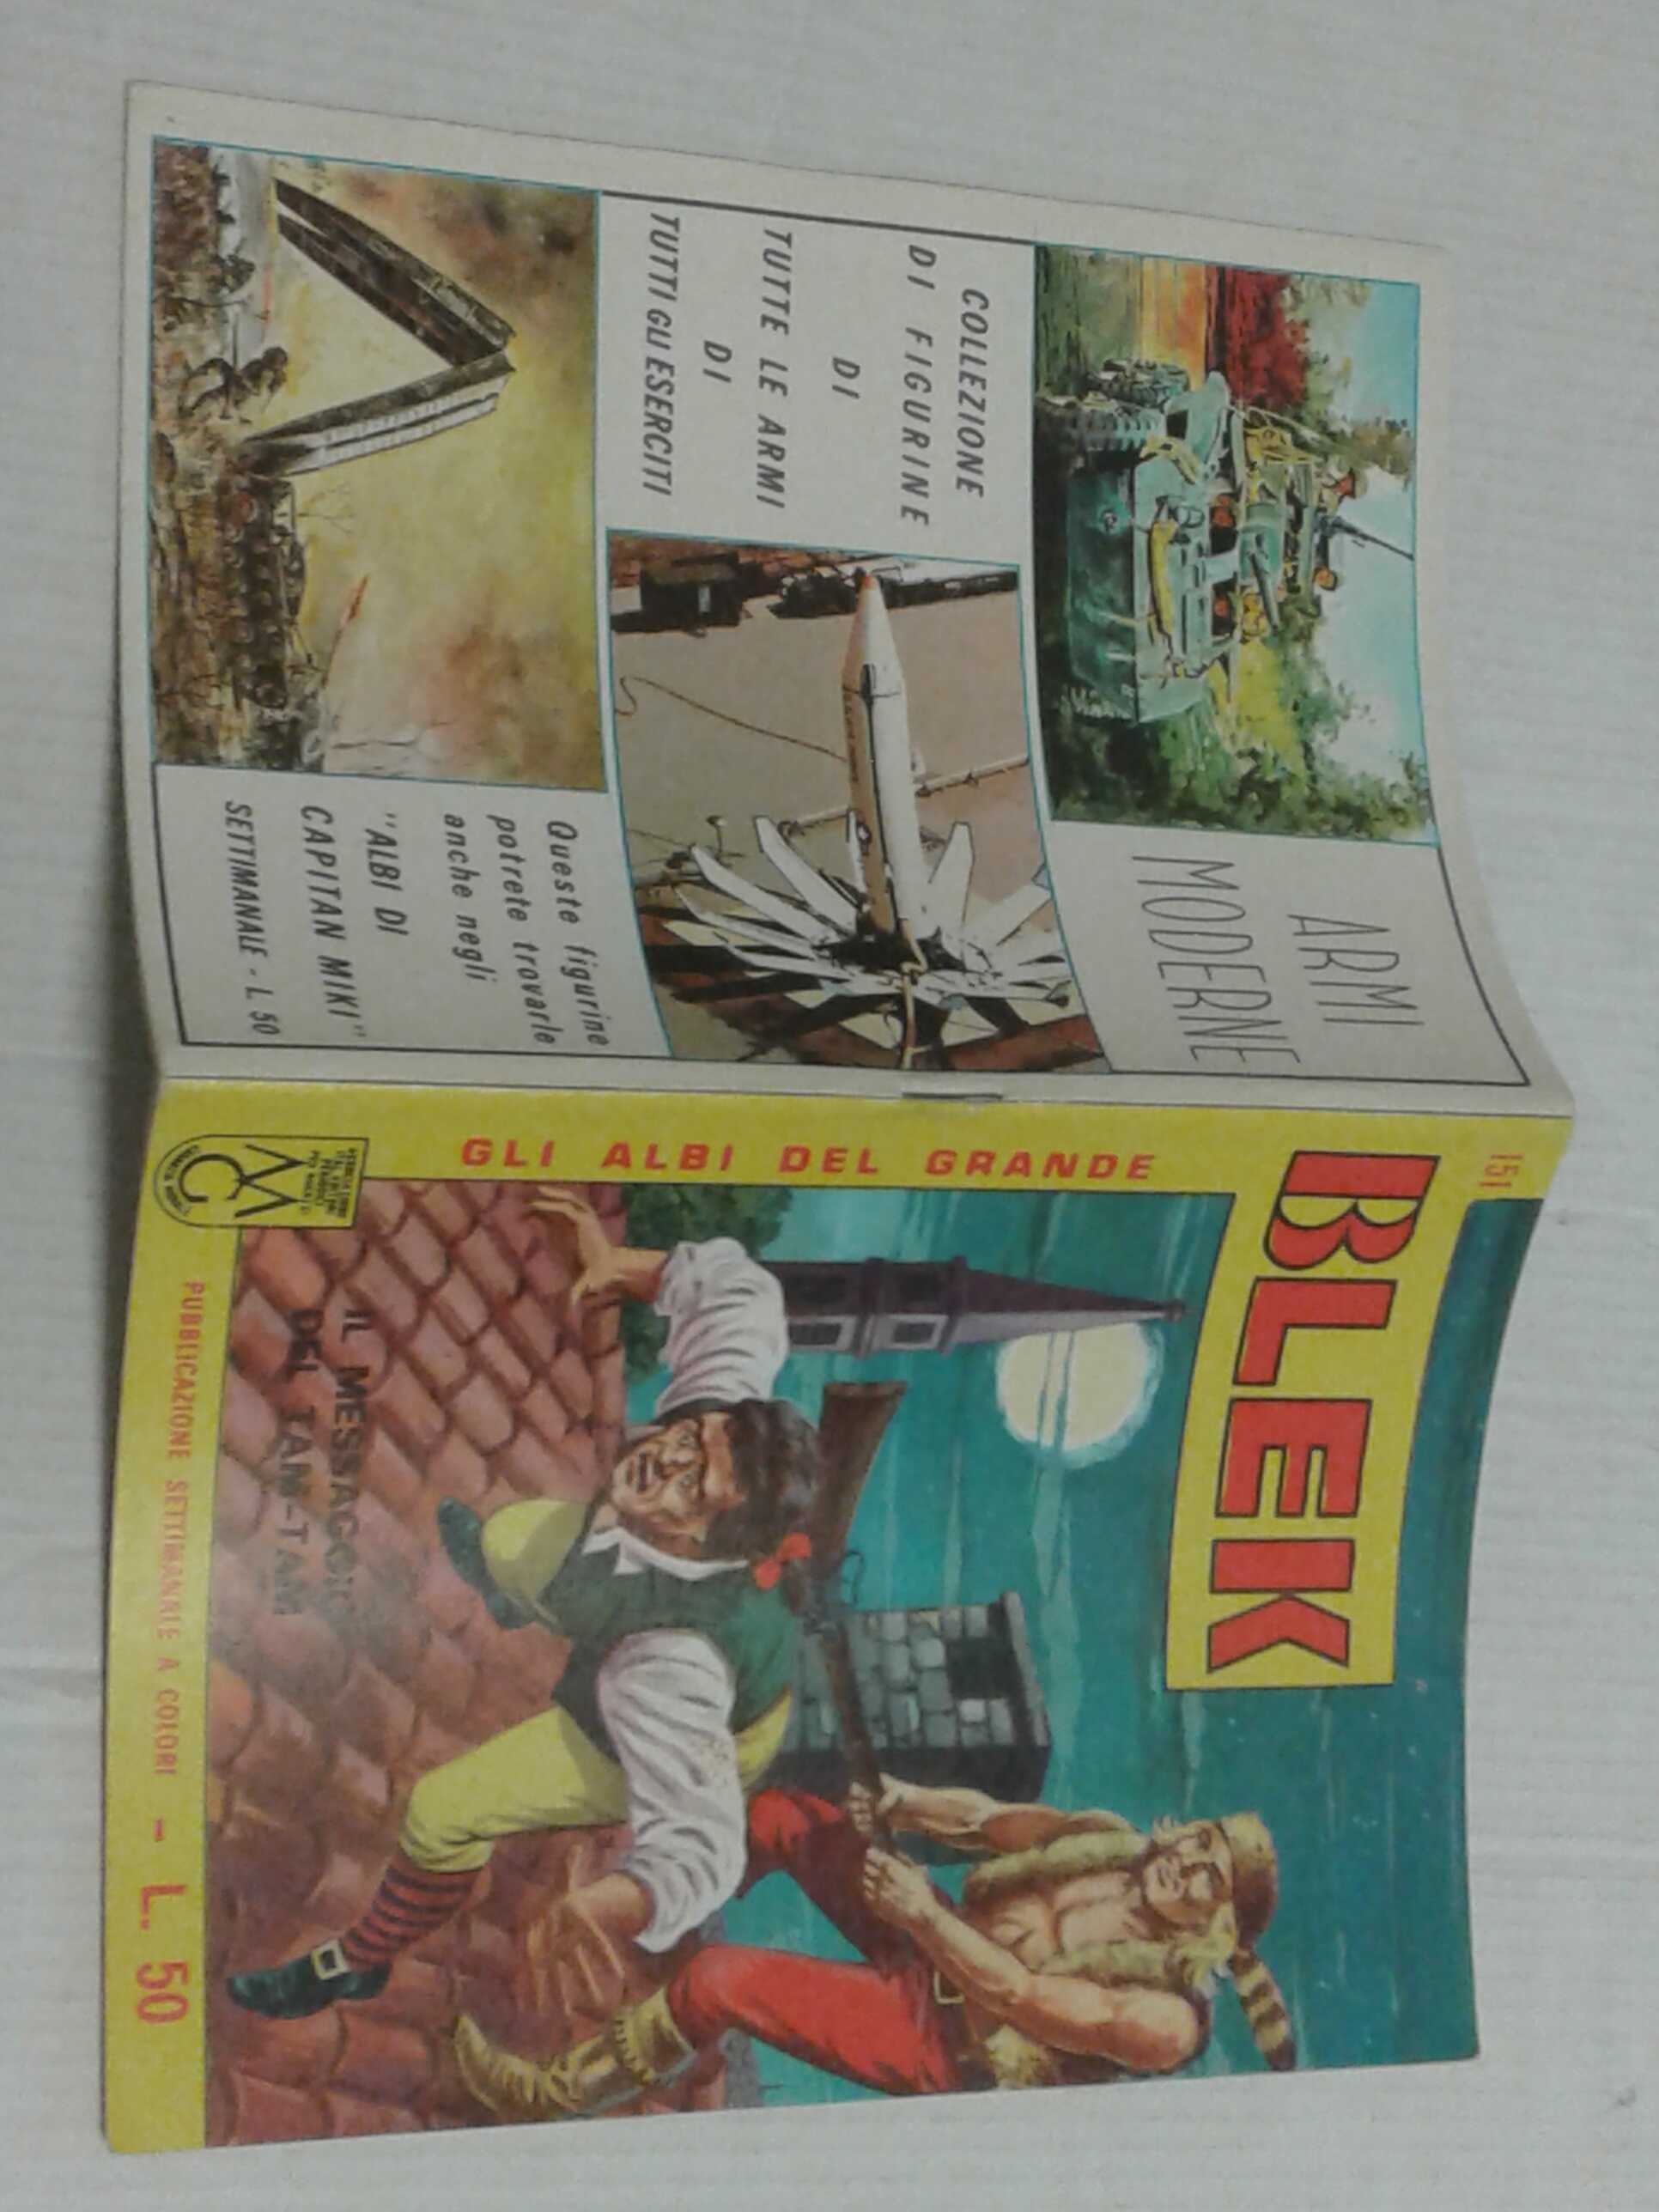 ARMI
MODERNE
COLLEZIONE
DI FIGURINE
DI
TUTTE LE ARMI
DI
TUTTI GLI ESERCITI
Queste figurine
potrete trovarle
anche negli
"ALBI DI
CAPITAN MIKI"
SETTIMANALE - L 50
151
BLEK
GLI ALBI DEL GRANDE
IL MESSAGGIO
DEL TAM-TAM
PUBBLICAZIONE SETTIMANALE A COLORI - L. 50